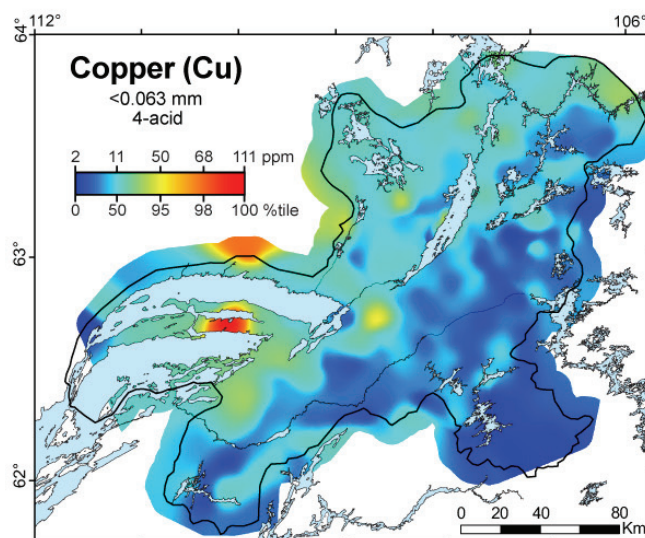 112° 106°
64°
Copper (Cu)
<0.063 mm
4-acid
2 11 50 68 111 ppm
0 50 95 98 100 %tile
63°
62°
0 20 40 60 80
Km